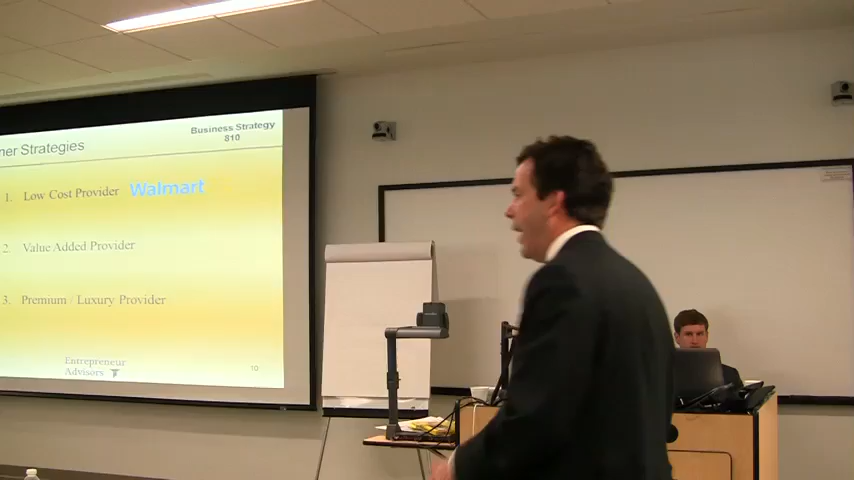 ner Strategies
Business Strategy
810
1. Low Cost Provider Walmart
2. Value Added Provider
3. Premium / Luxury Provider
Entrepreneur
Advisors
10